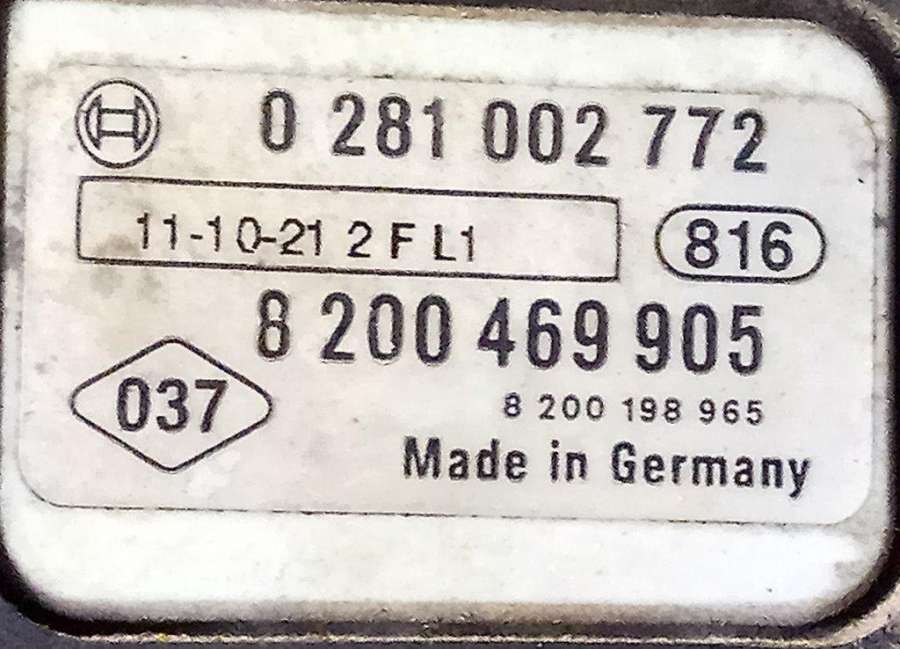 0 281 002 772
11-10-21 2 F L1
816
8 200 469 905
037
8 200 198 965
Made in Germany